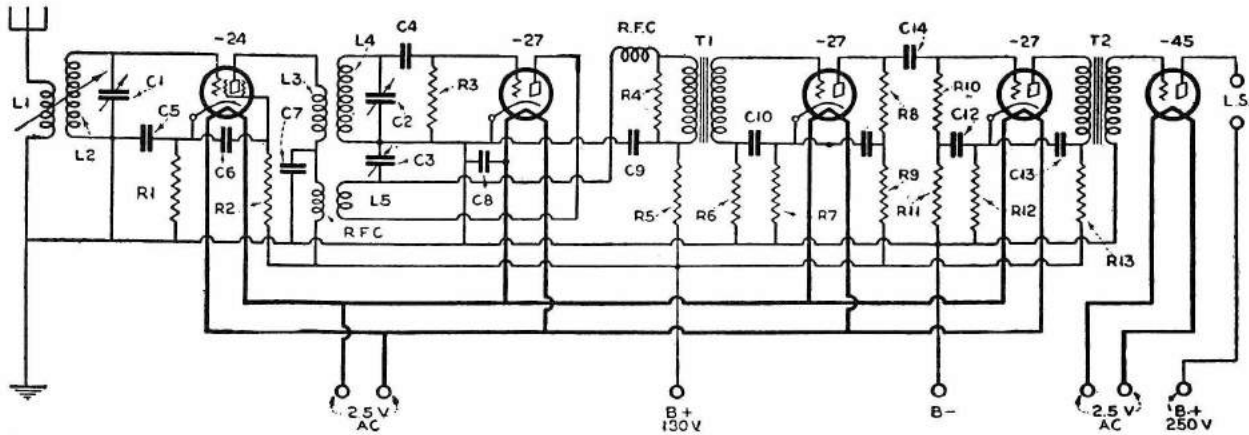 R.F.C
T1
-24
L4
C4
-27
-27
C14
-27
T2
-45
L1
C1
L3
R3
R4
R8
R10
L.S.
C2
L2
C5
C7
C10
C12
C6
C3
C9
C8
R1
R2
L5
R5
R6
R7
R9
R11
R12
C13
R.F.C
R13
2.5 V
AC
B+
130V
B-
2.5 V
AC
B+
250V